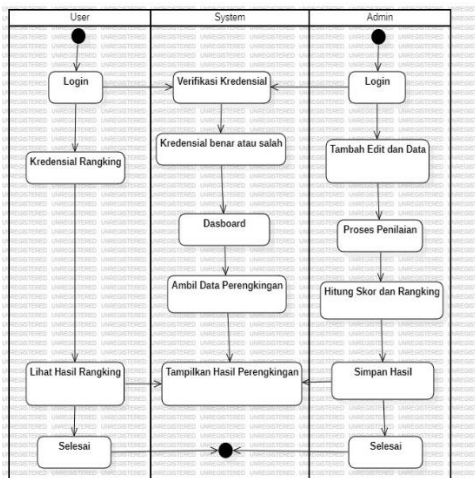 User System Admin
Login Verifikasi Kredensial Login
Kredensial Rangking Kredensial benar atau salah Tambah Edit dan Data
Dasboard Proses Penilaian
Ambil Data Perengkingan Hitung Skor dan Rangking
Lihat Hasil Rangking Tampilkan Hasil Perengkingan Simpan Hasil
Selesai Selesai